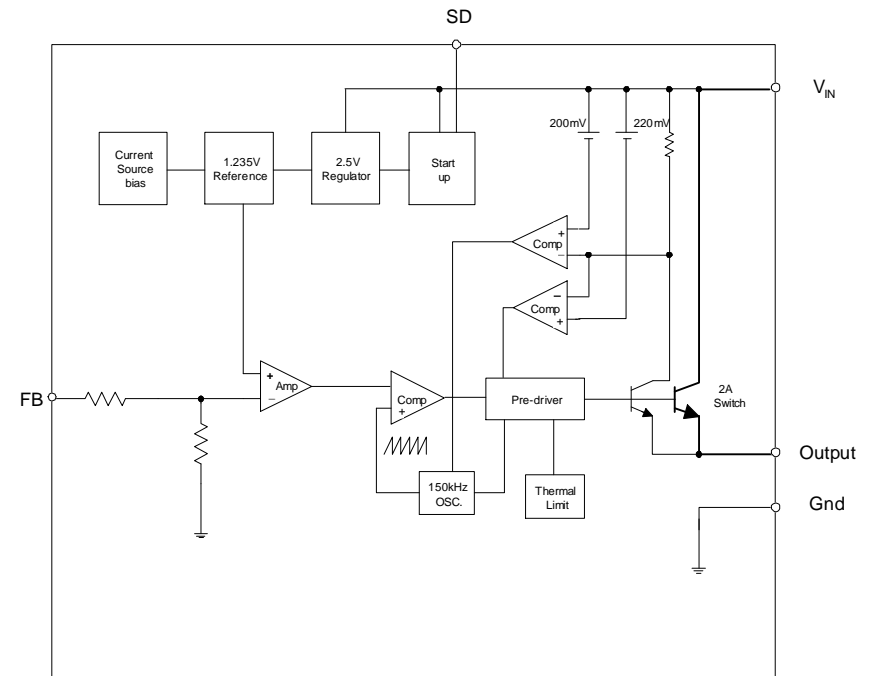 SD
V_IN
200mV
220mV
Current
Source
bias
1.235V
Reference
2.5V
Regulator
Start
up
+
Comp
−
−
Comp
+
FB
+
Amp
−
Comp
+
Pre-driver
2A
Switch
Output
150kHz
OSC.
Thermal
Limit
Gnd